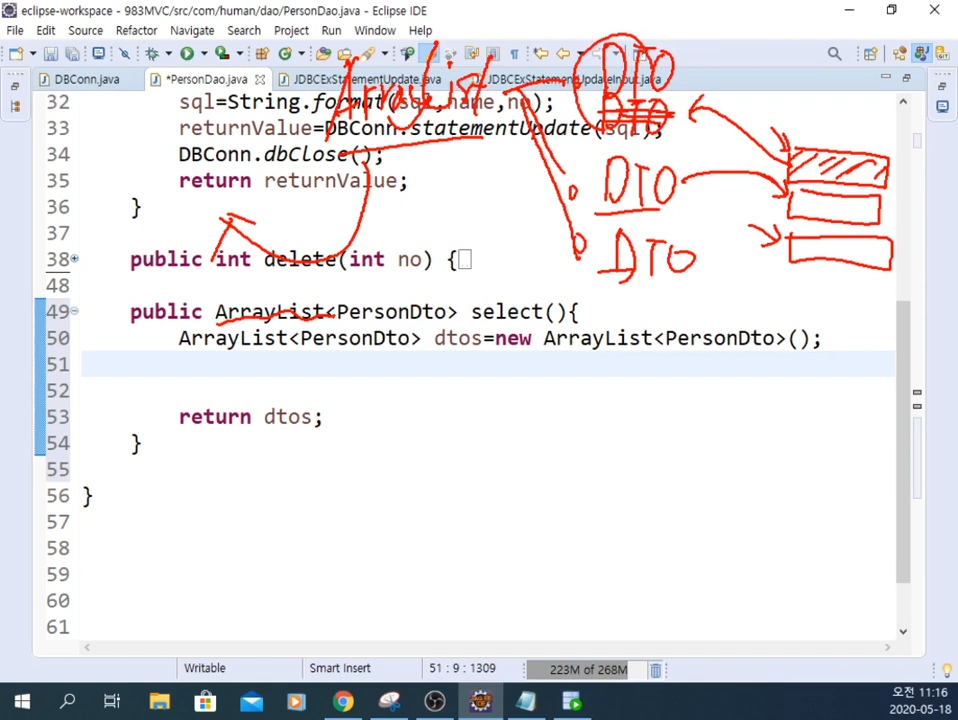 eclipse-workspace - 983MVC/src/com/human/dao/PersonDao.java - Eclipse IDE
File Edit Source Refactor Navigate Search Project Run Window Help
DBConn.java *PersonDao.java JDBCExStatementUpdate.java JDBCExStatementUpdateInput.java
ArrayList DTO
DTO
DTO
DTO
32 sql=String.format(sql,name,no);
33 returnValue=DBConn.statementUpdate(sql);
34 DBConn.dbClose();
35 return returnValue;
36 }
37
38 public int delete(int no) {
48
49 public ArrayList<PersonDto> select(){
50 ArrayList<PersonDto> dtos=new ArrayList<PersonDto>();
51
52
53 return dtos;
54 }
55
56 }
57
58
59
60
61
Writable Smart Insert 51 : 9 : 1309 223M of 268M
오전 11:16
2020-05-18